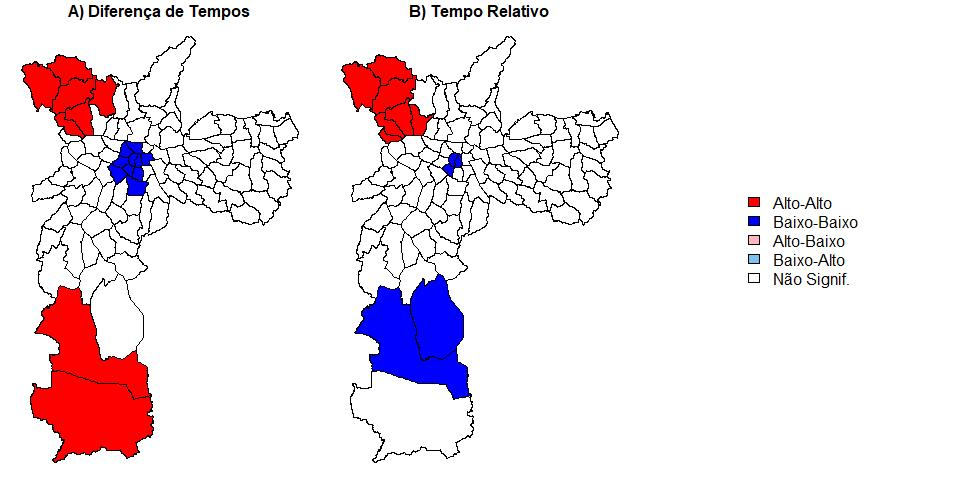 A) Diferença de Tempos
B) Tempo Relativo
Alto-Alto
Baixo-Baixo
Alto-Baixo
Baixo-Alto
Não Signif.